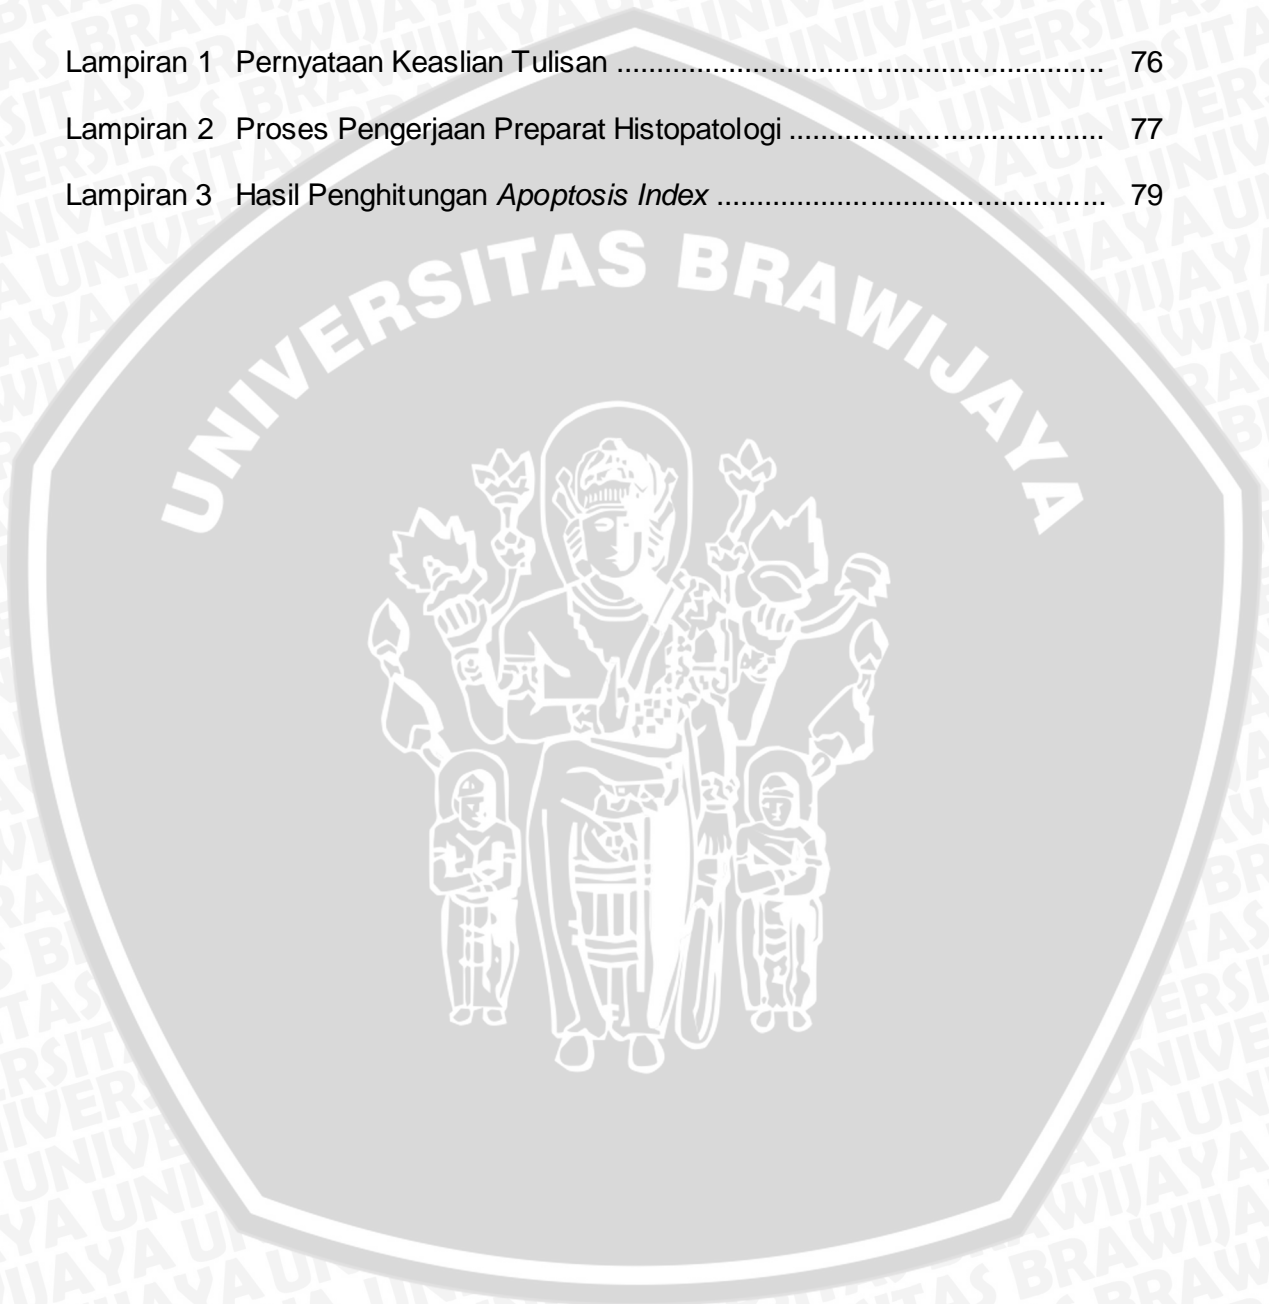 Lampiran 1 Pernyataan Keaslian Tulisan ............................................................ 76
Lampiran 2 Proses Pengerjaan Preparat Histopatologi ....................................... 77
Lampiran 3 Hasil Penghitungan Apoptosis Index ................................................ 79
UNIVERSITAS BRAWIJAYA